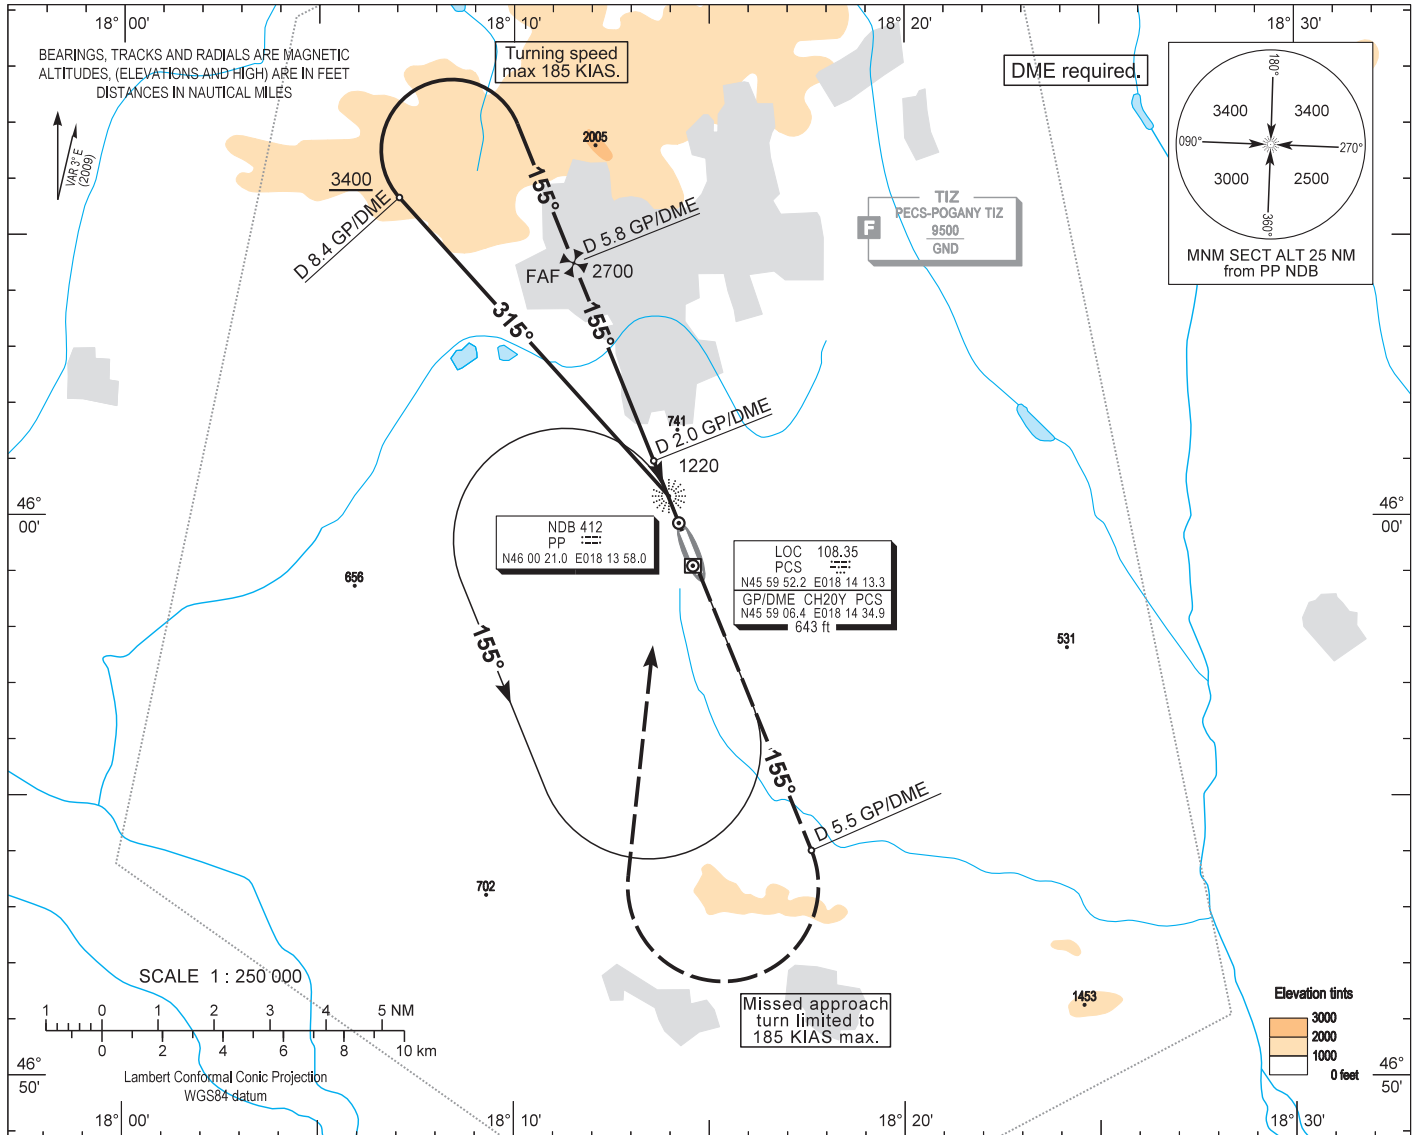 18° 00'
18° 10'
18° 20'
18° 30'
BEARINGS, TRACKS AND RADIALS ARE MAGNETIC
ALTITUDES, (ELEVATIONS AND HIGH) ARE IN FEET
DISTANCES IN NAUTICAL MILES
VAR 3° E
(2009)
Turning speed
max 185 KIAS.
DME required.
180°
3400
3400
090°
270°
3000
2500
360°
MNM SECT ALT 25 NM
from PP NDB
2005
3400
D 8.4 GP/DME
155°
D 5.8 GP/DME
FAF
2700
TIZ
PECS-POGANY TIZ
9500
GND
F
315°
155°
741
D 2.0 GP/DME
1220
46°
00'
46°
00'
NDB 412
PP
N46 00 21.0 E018 13 58.0
LOC 108.35
PCS
N45 59 52.2 E018 14 13.3
GP/DME CH20Y PCS
N45 59 06.4 E018 14 34.9
643 ft
656
531
155°
155°
D 5.5 GP/DME
702
SCALE 1 : 250 000
1 0 1 2 3 4 5 NM
0 2 4 6 8 10 km
Lambert Conformal Conic Projection
WGS84 datum
Missed approach
turn limited to
185 KIAS max.
1453
Elevation tints
3000
2000
1000
0 feet
46°
50'
46°
50'
18° 00'
18° 10'
18° 20'
18° 30'